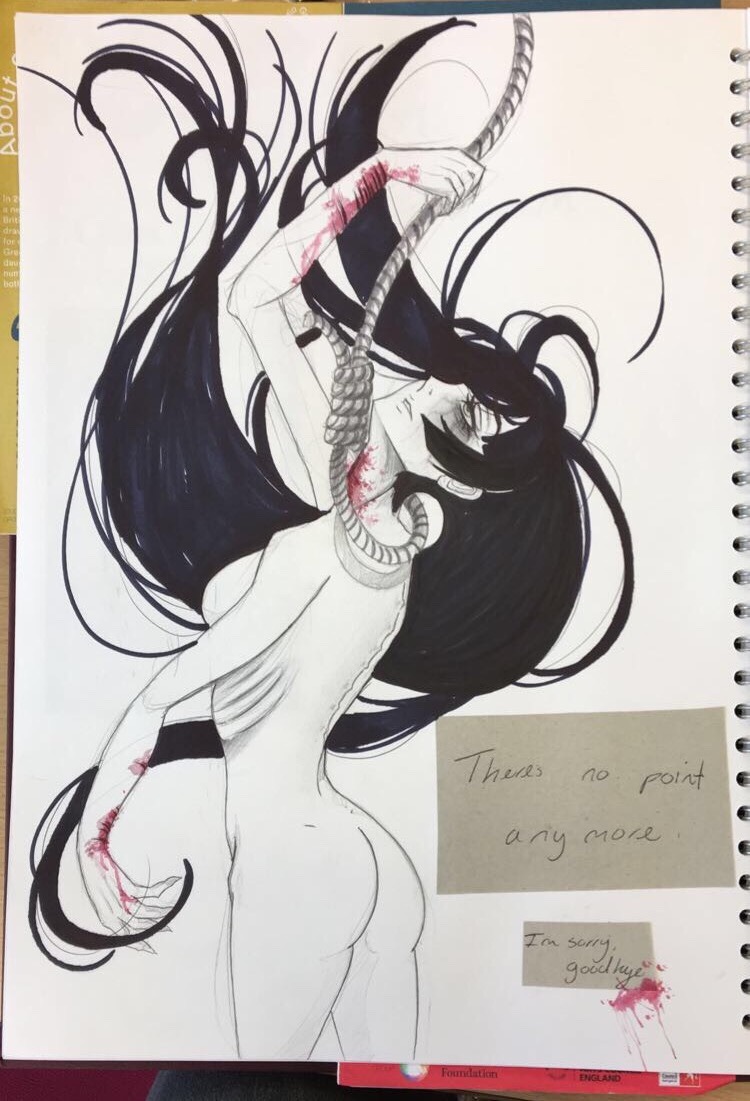 About
Theres no point
any more.
I'm sorry,
goodbye
Foundation
ENGLAND